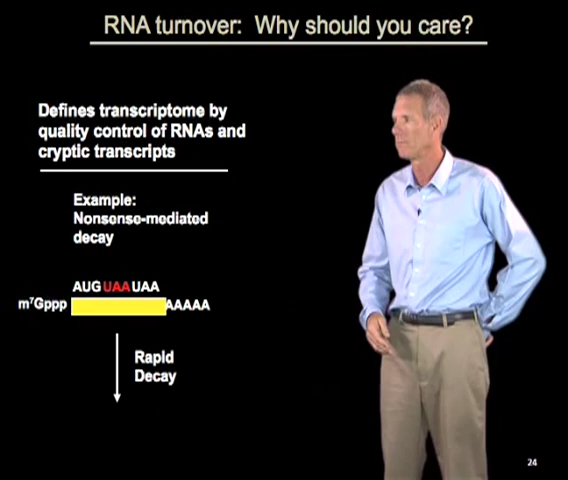 RNA turnover: Why should you care?
Defines transcriptome by
quality control of RNAs and
cryptic transcripts
Example:
Nonsense-mediated
decay
AUG UAA UAA
m⁷Gppp AAAAA
Rapid
Decay
24